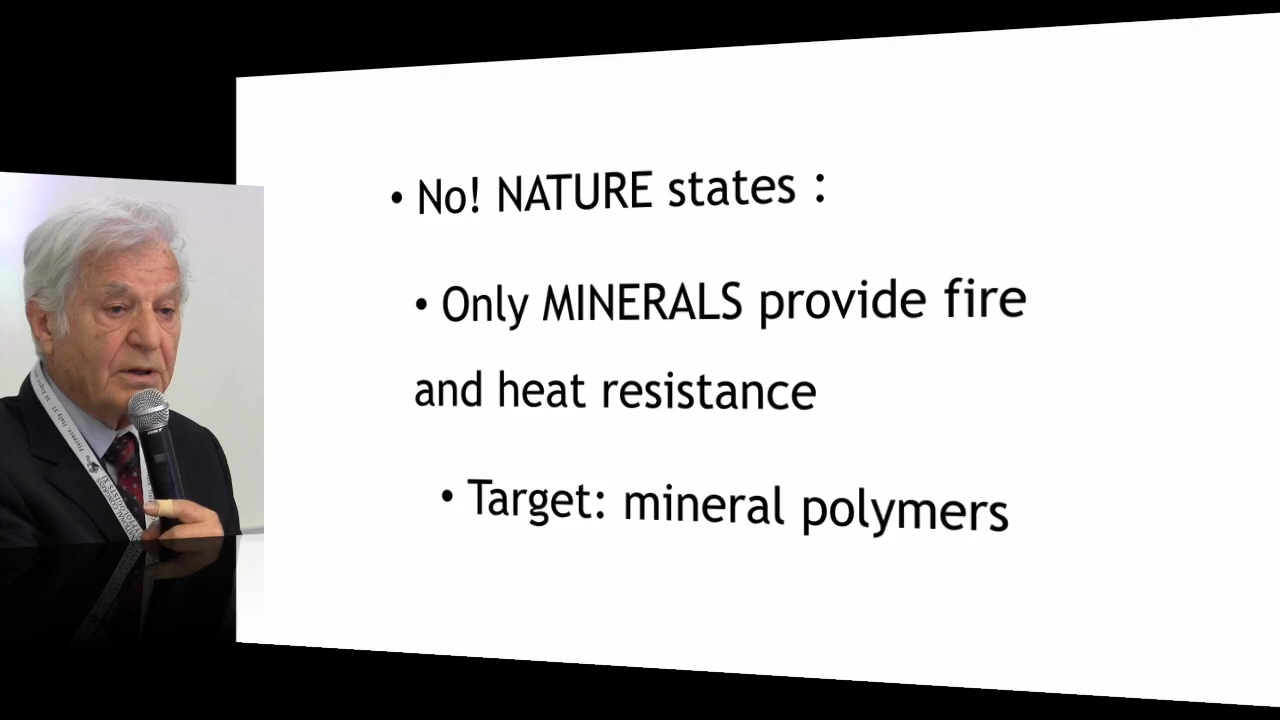 • No! NATURE states :
• Only MINERALS provide fire
and heat resistance
• Target: mineral polymers